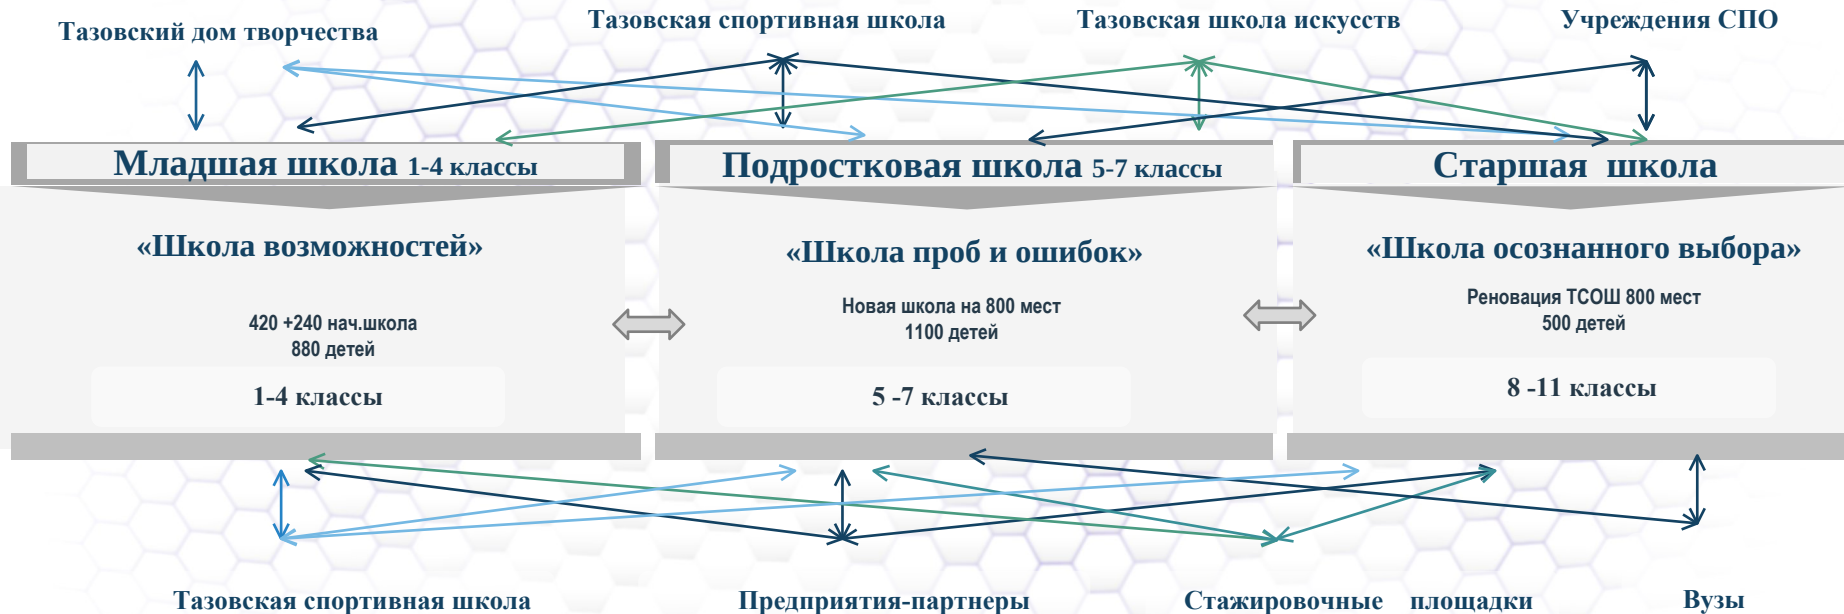 Тазовский дом творчества
Тазовская спортивная школа
Тазовская школа искусств
Учреждения СПО
Младшая школа 1-4 классы
«Школа возможностей»
420 +240 нач.школа
880 детей
1-4 классы
Подростковая школа 5-7 классы
«Школа проб и ошибок»
Новая школа на 800 мест
1100 детей
5 -7 классы
Старшая школа
«Школа осознанного выбора»
Реновация ТСОШ 800 мест
500 детей
8 -11 классы
Тазовская спортивная школа
Предприятия-партнеры
Стажировочные площадки
Вузы